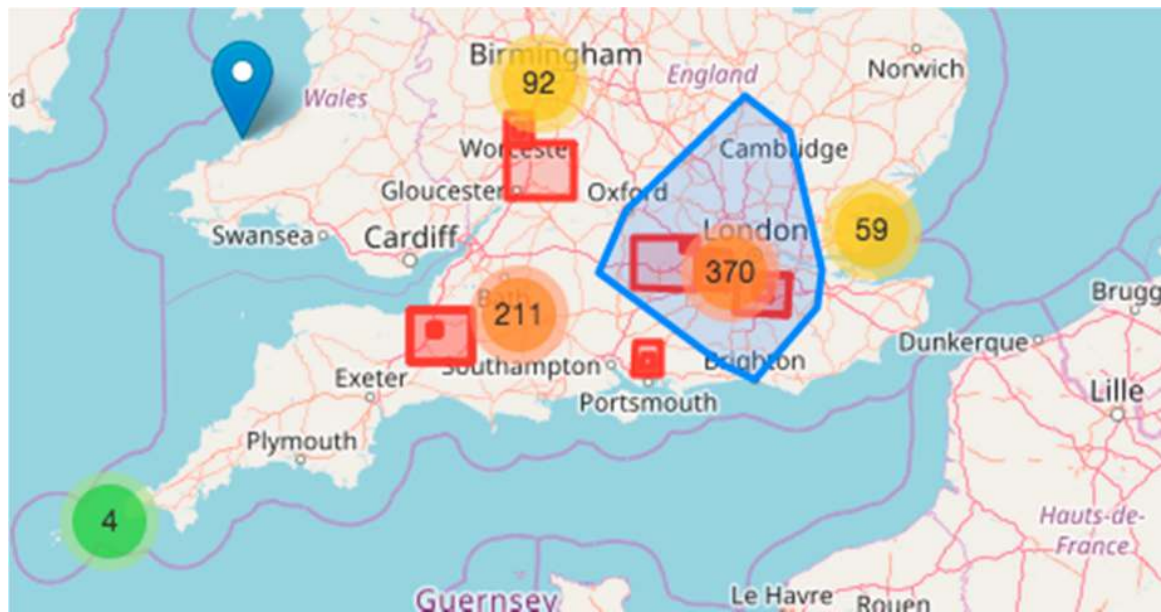 Birmingham
England
Norwich
92
Wales
d
Worceste
Cambridge
Gloucester
Oxford
Swansea
Cardiff
London
59
370
211
Brugg
Southampton
Brighton
Dunkerque
Exeter
Portsmouth
Lille
Plymouth
4
Hauts-de-
France
Guernsey
Le Havre
Rouen